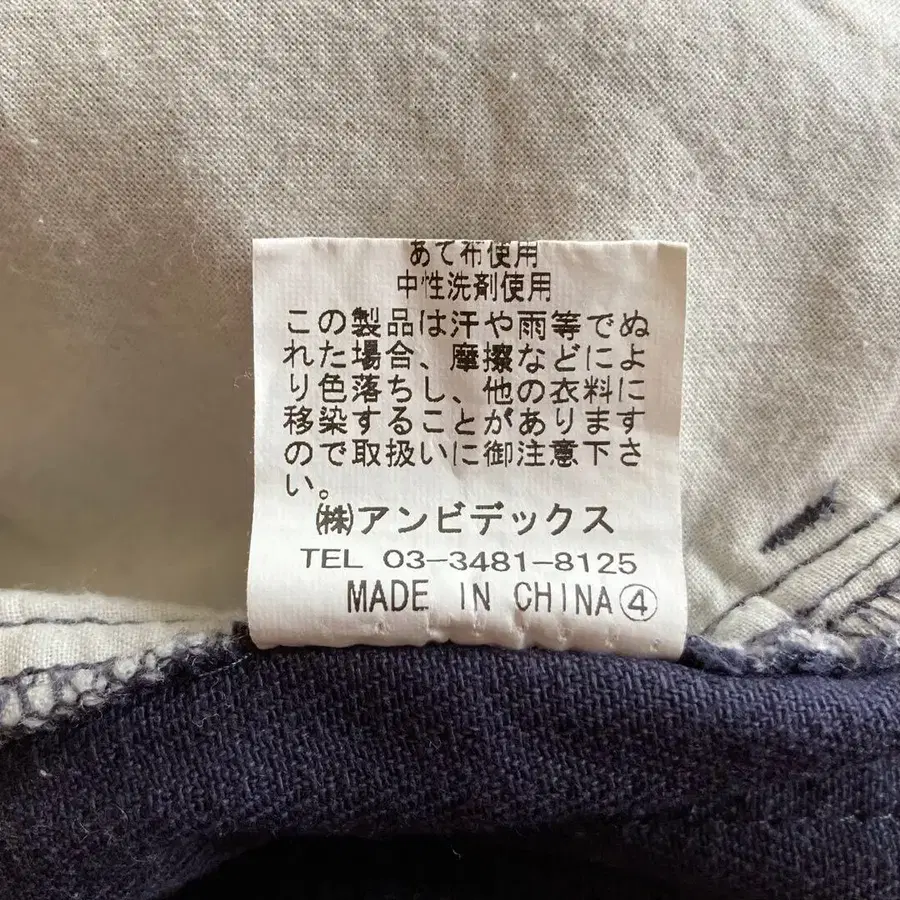 あて布使用
中性洗剤使用
この製品は汗や雨等でぬ
れた場合、摩擦などによ
り色落ちし、他の衣料に
移染することがあります
ので取扱いに御注意下さ
い。
㈱アンビデックス
TEL 03-3481-8125
MADE IN CHINA④